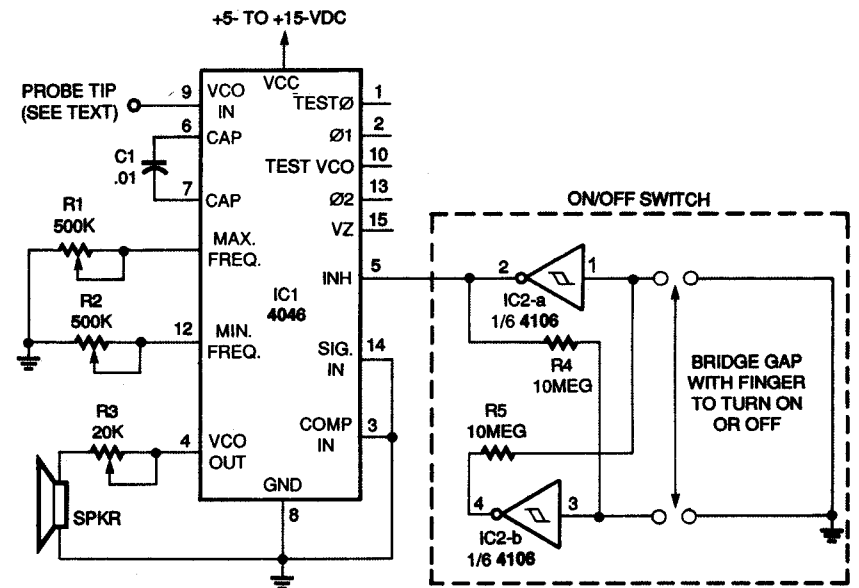 +5- TO +15-VDC
PROBE TIP
(SEE TEXT)
9
VCO
IN
VCC
TESTØ
1
6
CAP
Ø1
2
C1
.01
TEST VCO
10
7
CAP
Ø2
13
VZ
15
R1
500K
MAX.
FREQ.
INH
5
IC1
4046
R2
500K
12
MIN.
FREQ.
SIG.
IN
14
R3
20K
4
VCO
OUT
COMP
IN
3
GND
8
SPKR
ON/OFF SWITCH
2
1
IC2-a
1/6 4106
R4
10MEG
R5
10MEG
4
3
IC2-b
1/6 4106
BRIDGE GAP
WITH FINGER
TO TURN ON
OR OFF